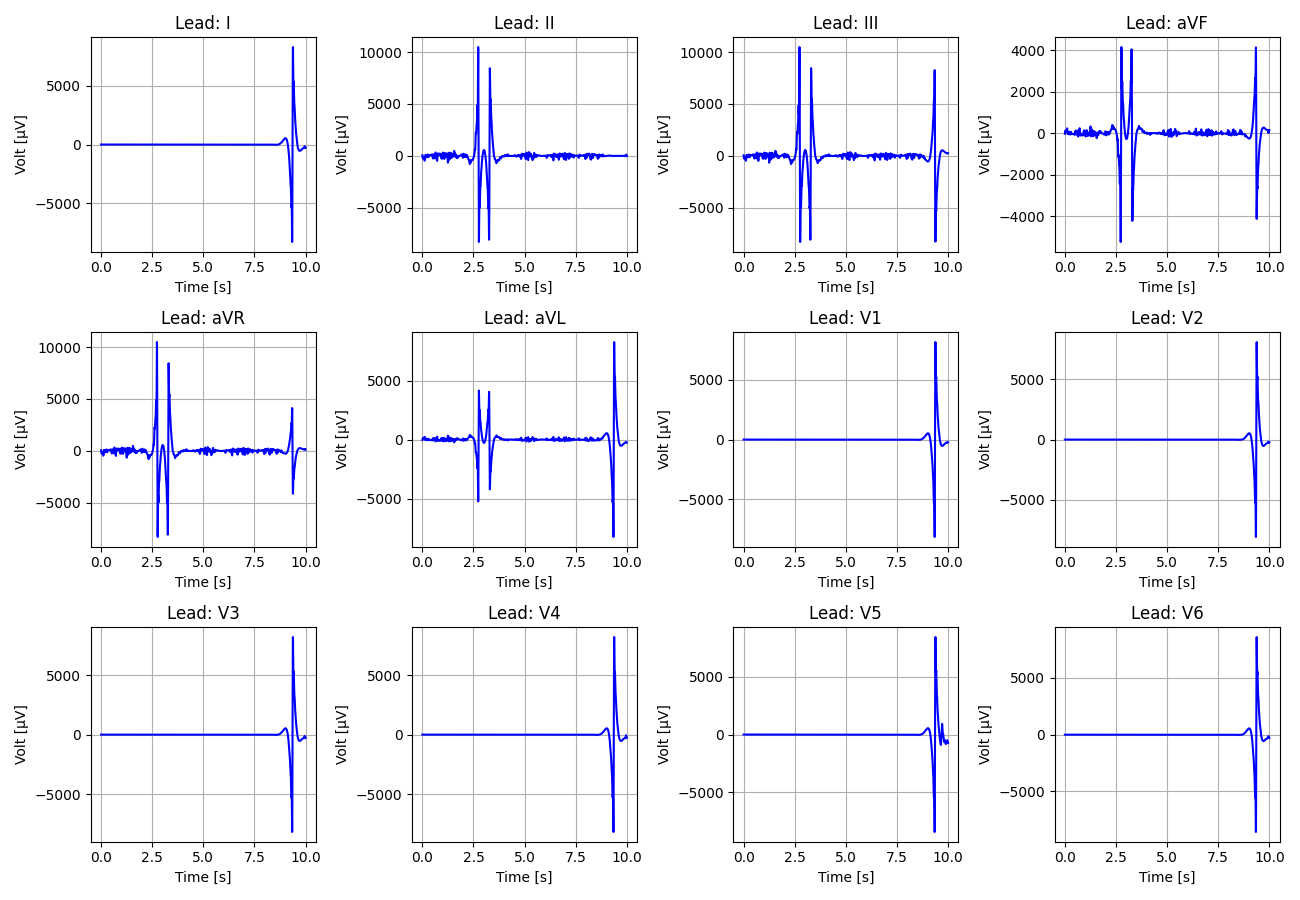 Lead: I
Volt [µV]
5000
0
−5000
0.0 2.5 5.0 7.5 10.0
Time [s]
Lead: II
Volt [µV]
10000
5000
0
−5000
0.0 2.5 5.0 7.5 10.0
Time [s]
Lead: III
Volt [µV]
10000
5000
0
−5000
0.0 2.5 5.0 7.5 10.0
Time [s]
Lead: aVF
Volt [µV]
4000
2000
0
−2000
−4000
0.0 2.5 5.0 7.5 10.0
Time [s]
Lead: aVR
Volt [µV]
10000
5000
0
−5000
0.0 2.5 5.0 7.5 10.0
Time [s]
Lead: aVL
Volt [µV]
5000
0
−5000
0.0 2.5 5.0 7.5 10.0
Time [s]
Lead: V1
Volt [µV]
5000
0
−5000
0.0 2.5 5.0 7.5 10.0
Time [s]
Lead: V2
Volt [µV]
5000
0
−5000
0.0 2.5 5.0 7.5 10.0
Time [s]
Lead: V3
Volt [µV]
5000
0
−5000
0.0 2.5 5.0 7.5 10.0
Time [s]
Lead: V4
Volt [µV]
5000
0
−5000
0.0 2.5 5.0 7.5 10.0
Time [s]
Lead: V5
Volt [µV]
5000
0
−5000
0.0 2.5 5.0 7.5 10.0
Time [s]
Lead: V6
Volt [µV]
5000
0
−5000
0.0 2.5 5.0 7.5 10.0
Time [s]